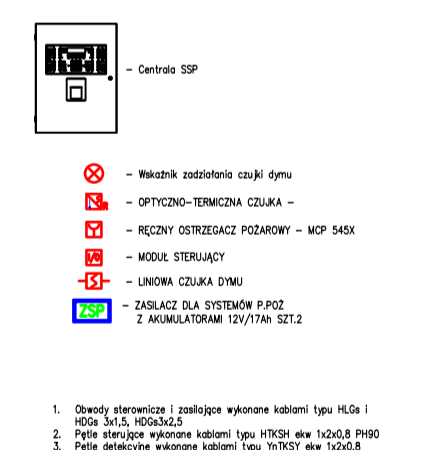 – Centrala SSP
– Wskaźnik zadziałania czujki dymu
R – OPTYCZNO–TERMICZNA CZUJKA –
– RĘCZNY OSTRZEGACZ POŻAROWY – MCP 545X
I/O – MODUŁ STERUJĄCY
– LINIOWA CZUJKA DYMU
ZSP – ZASILACZ DLA SYSTEMÓW P.POŻ
Z AKUMULATORAMI 12V/17Ah SZT.2
1. Obwody sterownicze i zasilające wykonane kablami typu HLGs i
HDGs 3x1,5, HDGs3x2,5
2. Pętle sterujące wykonane kablami typu HTKSH ekw 1x2x0,8 PH90
3. Pętle detekcyjne wykonane kablami typu YnTKSY ekw 1x2x0,8